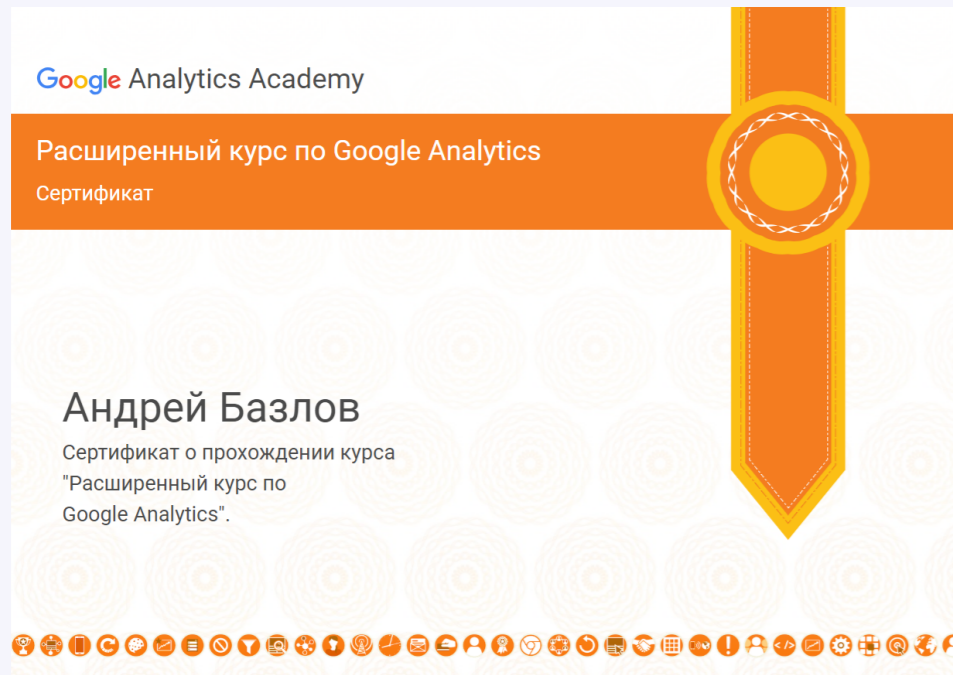 Google Analytics Academy
Расширенный курс по Google Analytics
Сертификат
Андрей Базлов
Сертификат о прохождении курса
"Расширенный курс по
Google Analytics".